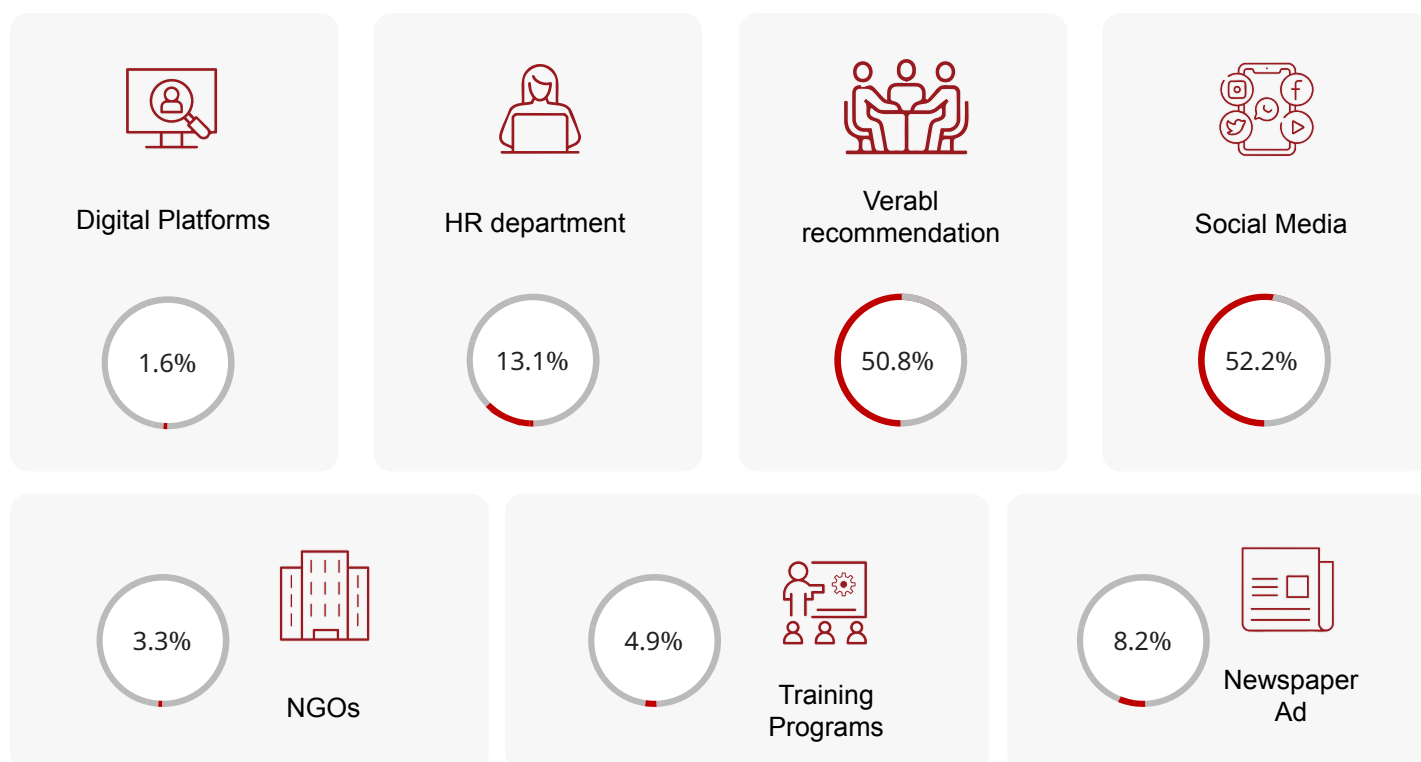 Digital Platforms
1.6%
HR department
13.1%
Verabl
recommendation
50.8%
Social Media
52.2%
3.3%
NGOs
4.9%
Training
Programs
8.2%
Newspaper
Ad